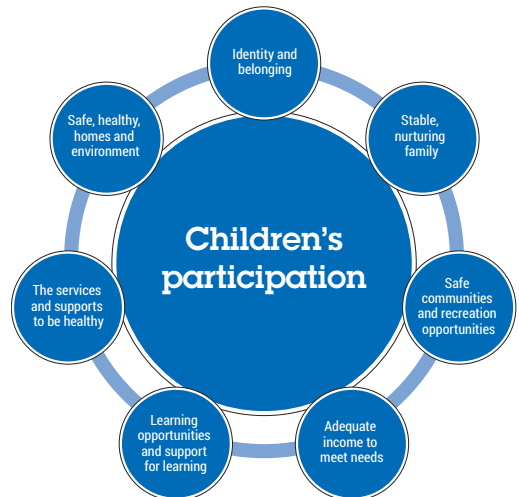 Identity and
belonging
Stable,
nurturing
family
Safe
communities
and recreation
opportunities
Adequate
income to
meet needs
Learning
opportunities
and support
for learning
The services
and supports
to be healthy
Safe, healthy,
homes and
environment
Children's
participation